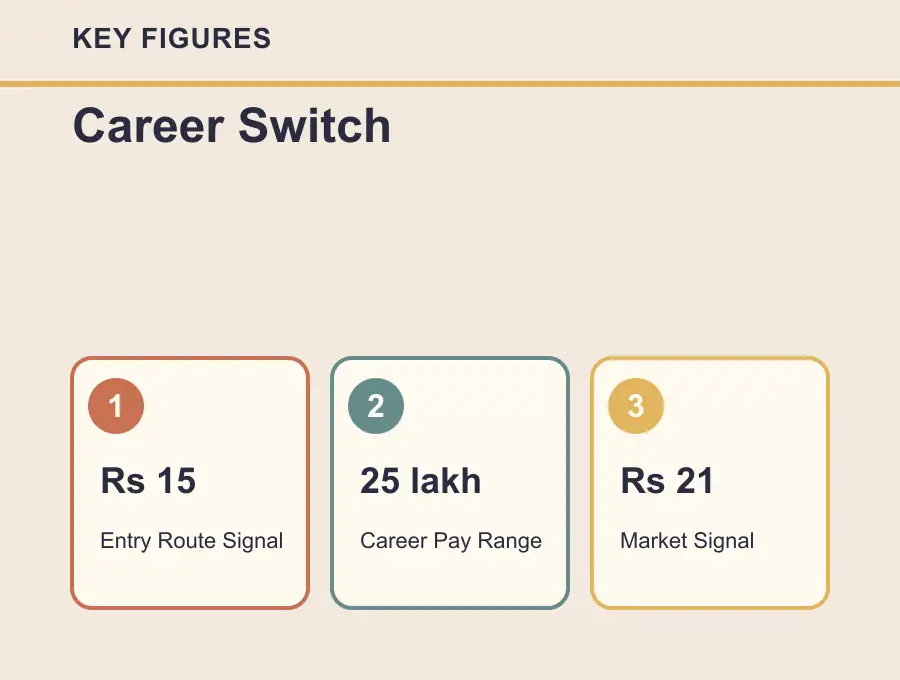 KEY FIGURES
Career Switch
1
Rs 15
Entry Route Signal
2
25 lakh
Career Pay Range
3
Rs 21
Market Signal